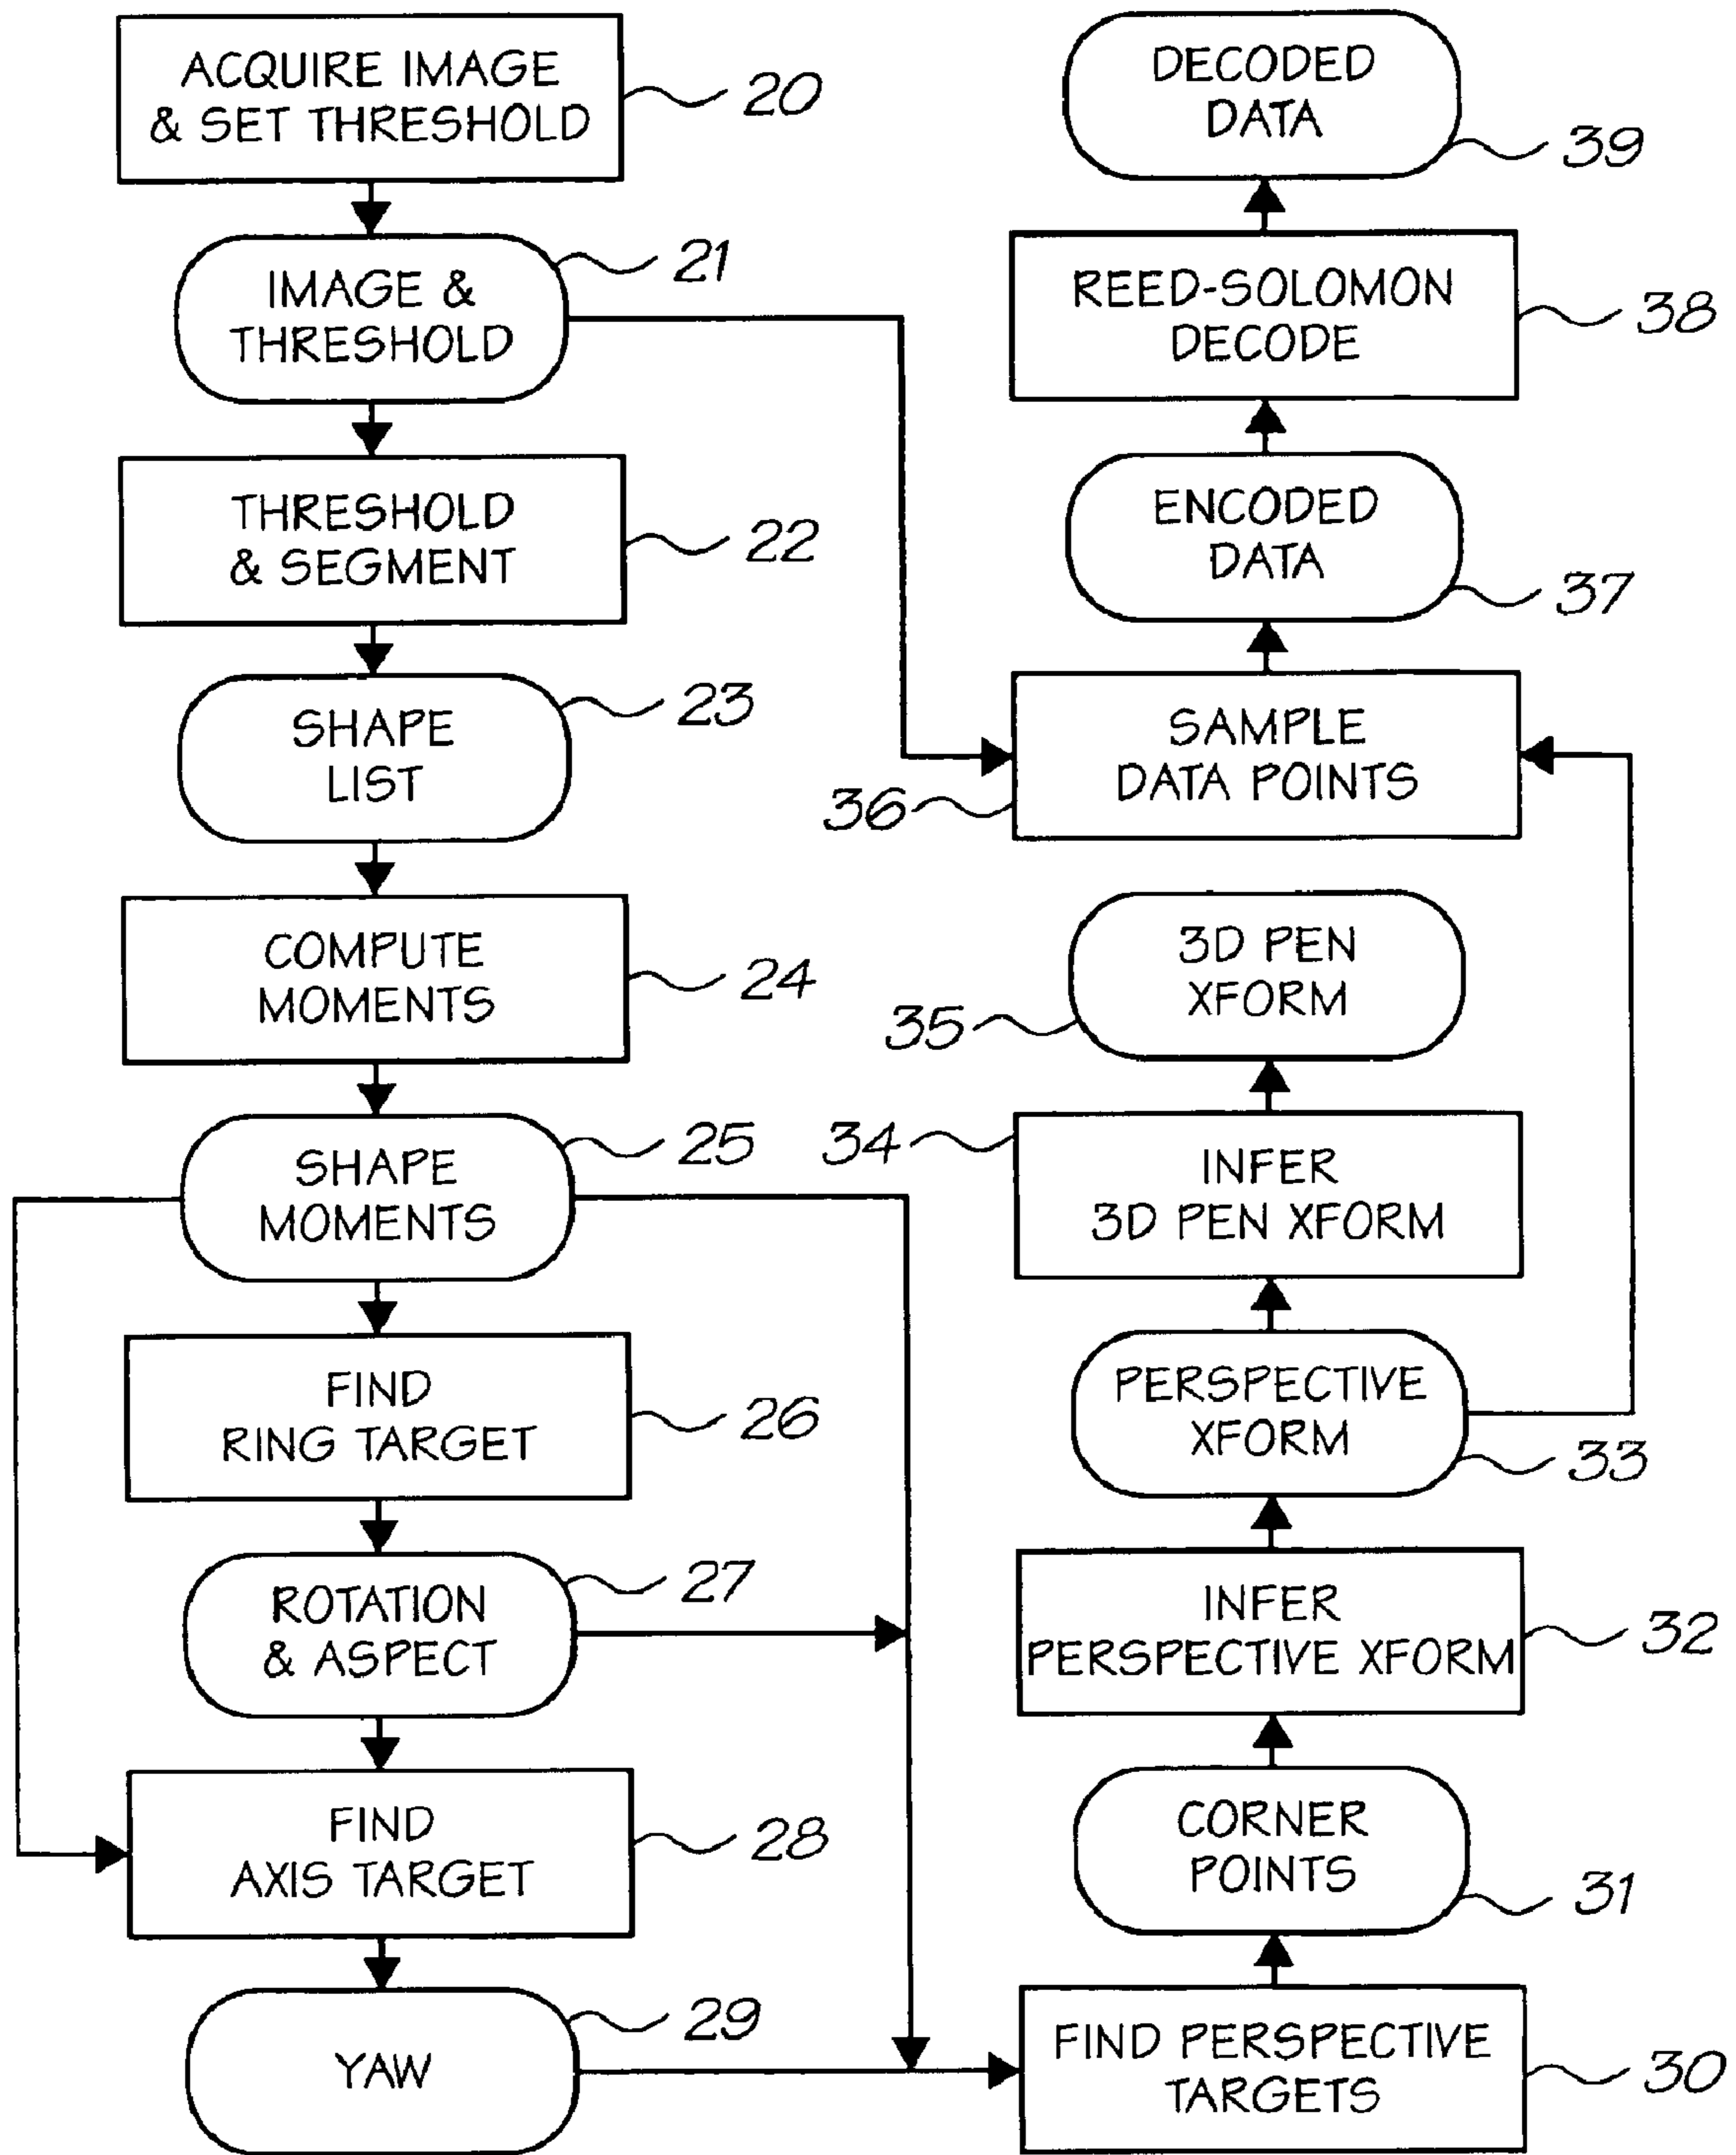 ACQUIRE IMAGE
& SET THRESHOLD
20
IMAGE &
THRESHOLD
21
THRESHOLD
& SEGMENT
22
SHAPE
LIST
23
COMPUTE
MOMENTS
24
SHAPE
MOMENTS
25
FIND
RING TARGET
26
ROTATION
& ASPECT
27
FIND
AXIS TARGET
28
YAW
29
FIND PERSPECTIVE
TARGETS
30
CORNER
POINTS
31
INFER
PERSPECTIVE XFORM
32
PERSPECTIVE
XFORM
33
INFER
3D PEN XFORM
34
3D PEN
XFORM
35
SAMPLE
DATA POINTS
36
ENCODED
DATA
37
REED-SOLOMON
DECODE
38
DECODED
DATA
39